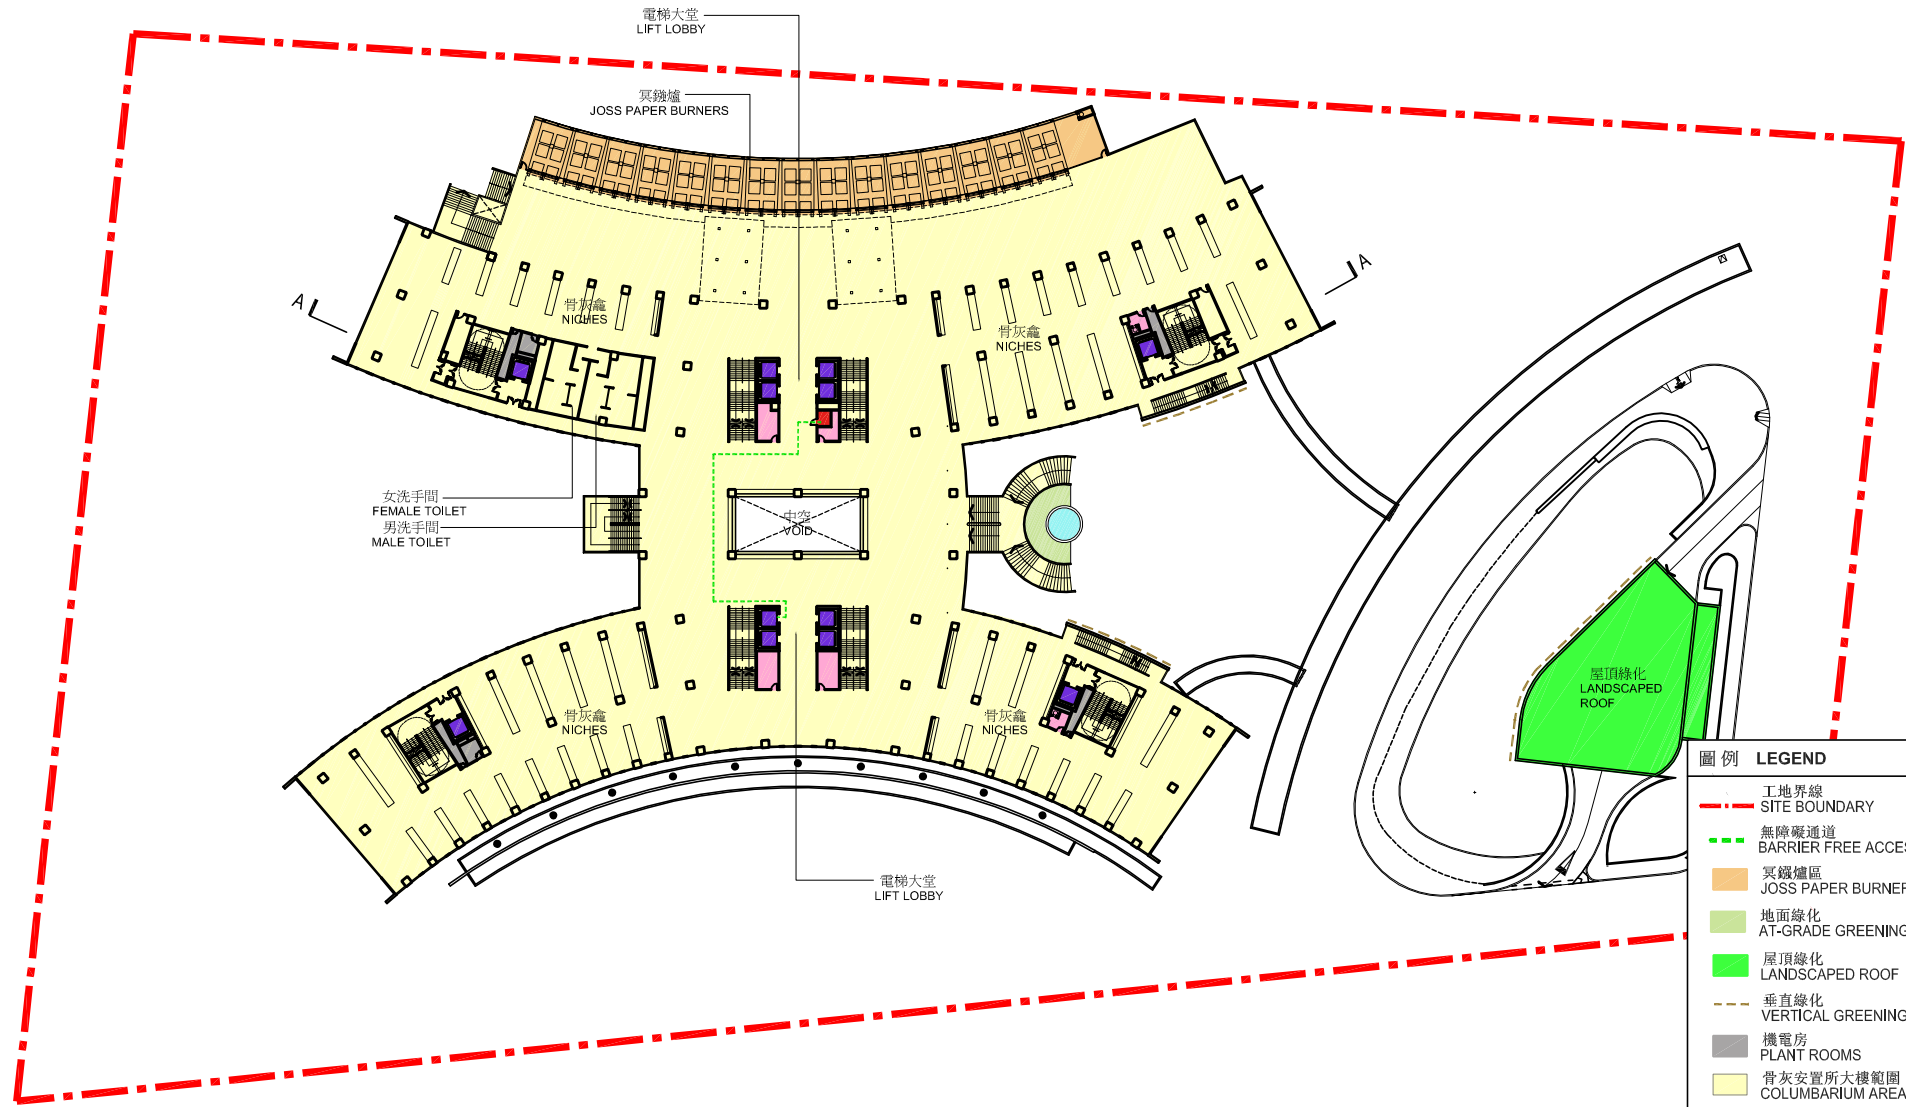 電梯大堂
LIFT LOBBY
冥鏹爐
JOSS PAPER BURNERS
A
A
骨灰龕
NICHES
骨灰龕
NICHES
女洗手間
FEMALE TOILET
男洗手間
MALE TOILET
中空
VOID
骨灰龕
NICHES
骨灰龕
NICHES
電梯大堂
LIFT LOBBY
屋頂綠化
LANDSCAPED
ROOF
圖例 LEGEND
工地界線
SITE BOUNDARY
無障礙通道
BARRIER FREE ACCES
冥鏹爐區
JOSS PAPER BURNER
地面綠化
AT-GRADE GREENING
屋頂綠化
LANDSCAPED ROOF
垂直綠化
VERTICAL GREENING
機電房
PLANT ROOMS
骨灰安置所大樓範圍
COLUMBARIUM AREA